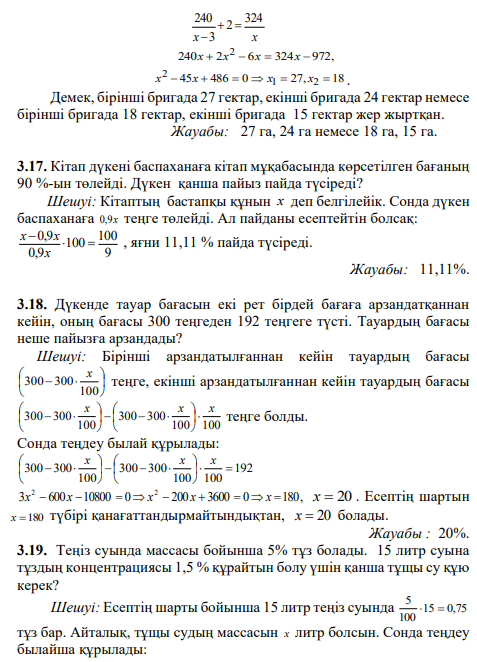 240/(x−3) + 2 = 324/x
240x + 2x² − 6x = 324x − 972,
x² − 45x + 486 = 0 ⇒ x₁ = 27, x₂ = 18 .
Демек, бірінші бригада 27 гектар, екінші бригада 24 гектар немесе
бірінші бригада 18 гектар, екінші бригада 15 гектар жер жыртқан.
Жауабы: 27 га, 24 га немесе 18 га, 15 га.
3.17. Кітап дүкені баспаханаға кітап мұқабасында көрсетілген бағаның
90 %-ын төлейді. Дүкен қанша пайыз пайда түсіреді?
Шешуі: Кітаптың бастапқы құнын x деп белгілейік. Сонда дүкен
баспаханаға 0,9x теңге төлейді. Ал пайданы есептейтін болсақ:
(x−0,9x)/(0,9x) · 100 = 100/9 , яғни 11,11 % пайда түсіреді.
Жауабы: 11,11%.
3.18. Дүкенде тауар бағасын екі рет бірдей бағаға арзандатқаннан
кейін, оның бағасы 300 теңгеден 192 теңгеге түсті. Тауардың бағасы
неше пайызға арзандады?
Шешуі: Бірінші арзандатылғаннан кейін тауардың бағасы
(300 − 300 · x/100) теңге, екінші арзандатылғаннан кейін тауардың бағасы
(300 − 300 · x/100) − (300 − 300 · x/100) · x/100 теңге болды.
Сонда теңдеу былай құрылады:
(300 − 300 · x/100) − (300 − 300 · x/100) · x/100 = 192
3x² − 600x − 10800 = 0 ⇒ x² − 200x + 3600 = 0 ⇒ x = 180, x = 20 . Есептің шартын
x = 180 түбірі қанағаттандырмайтындықтан, x = 20 болады.
Жауабы : 20%.
3.19. Теңіз суында массасы бойынша 5% тұз болады. 15 литр суына
тұздың концентрациясы 1,5 % құрайтын болу үшін қанша тұщы су құю
керек?
Шешуі: Есептің шарты бойынша 15 литр теңіз суында 5/100 · 15 = 0,75
тұз бар. Айталық, тұщы судың массасын x литр болсын. Сонда теңдеу
былайша құрылады: